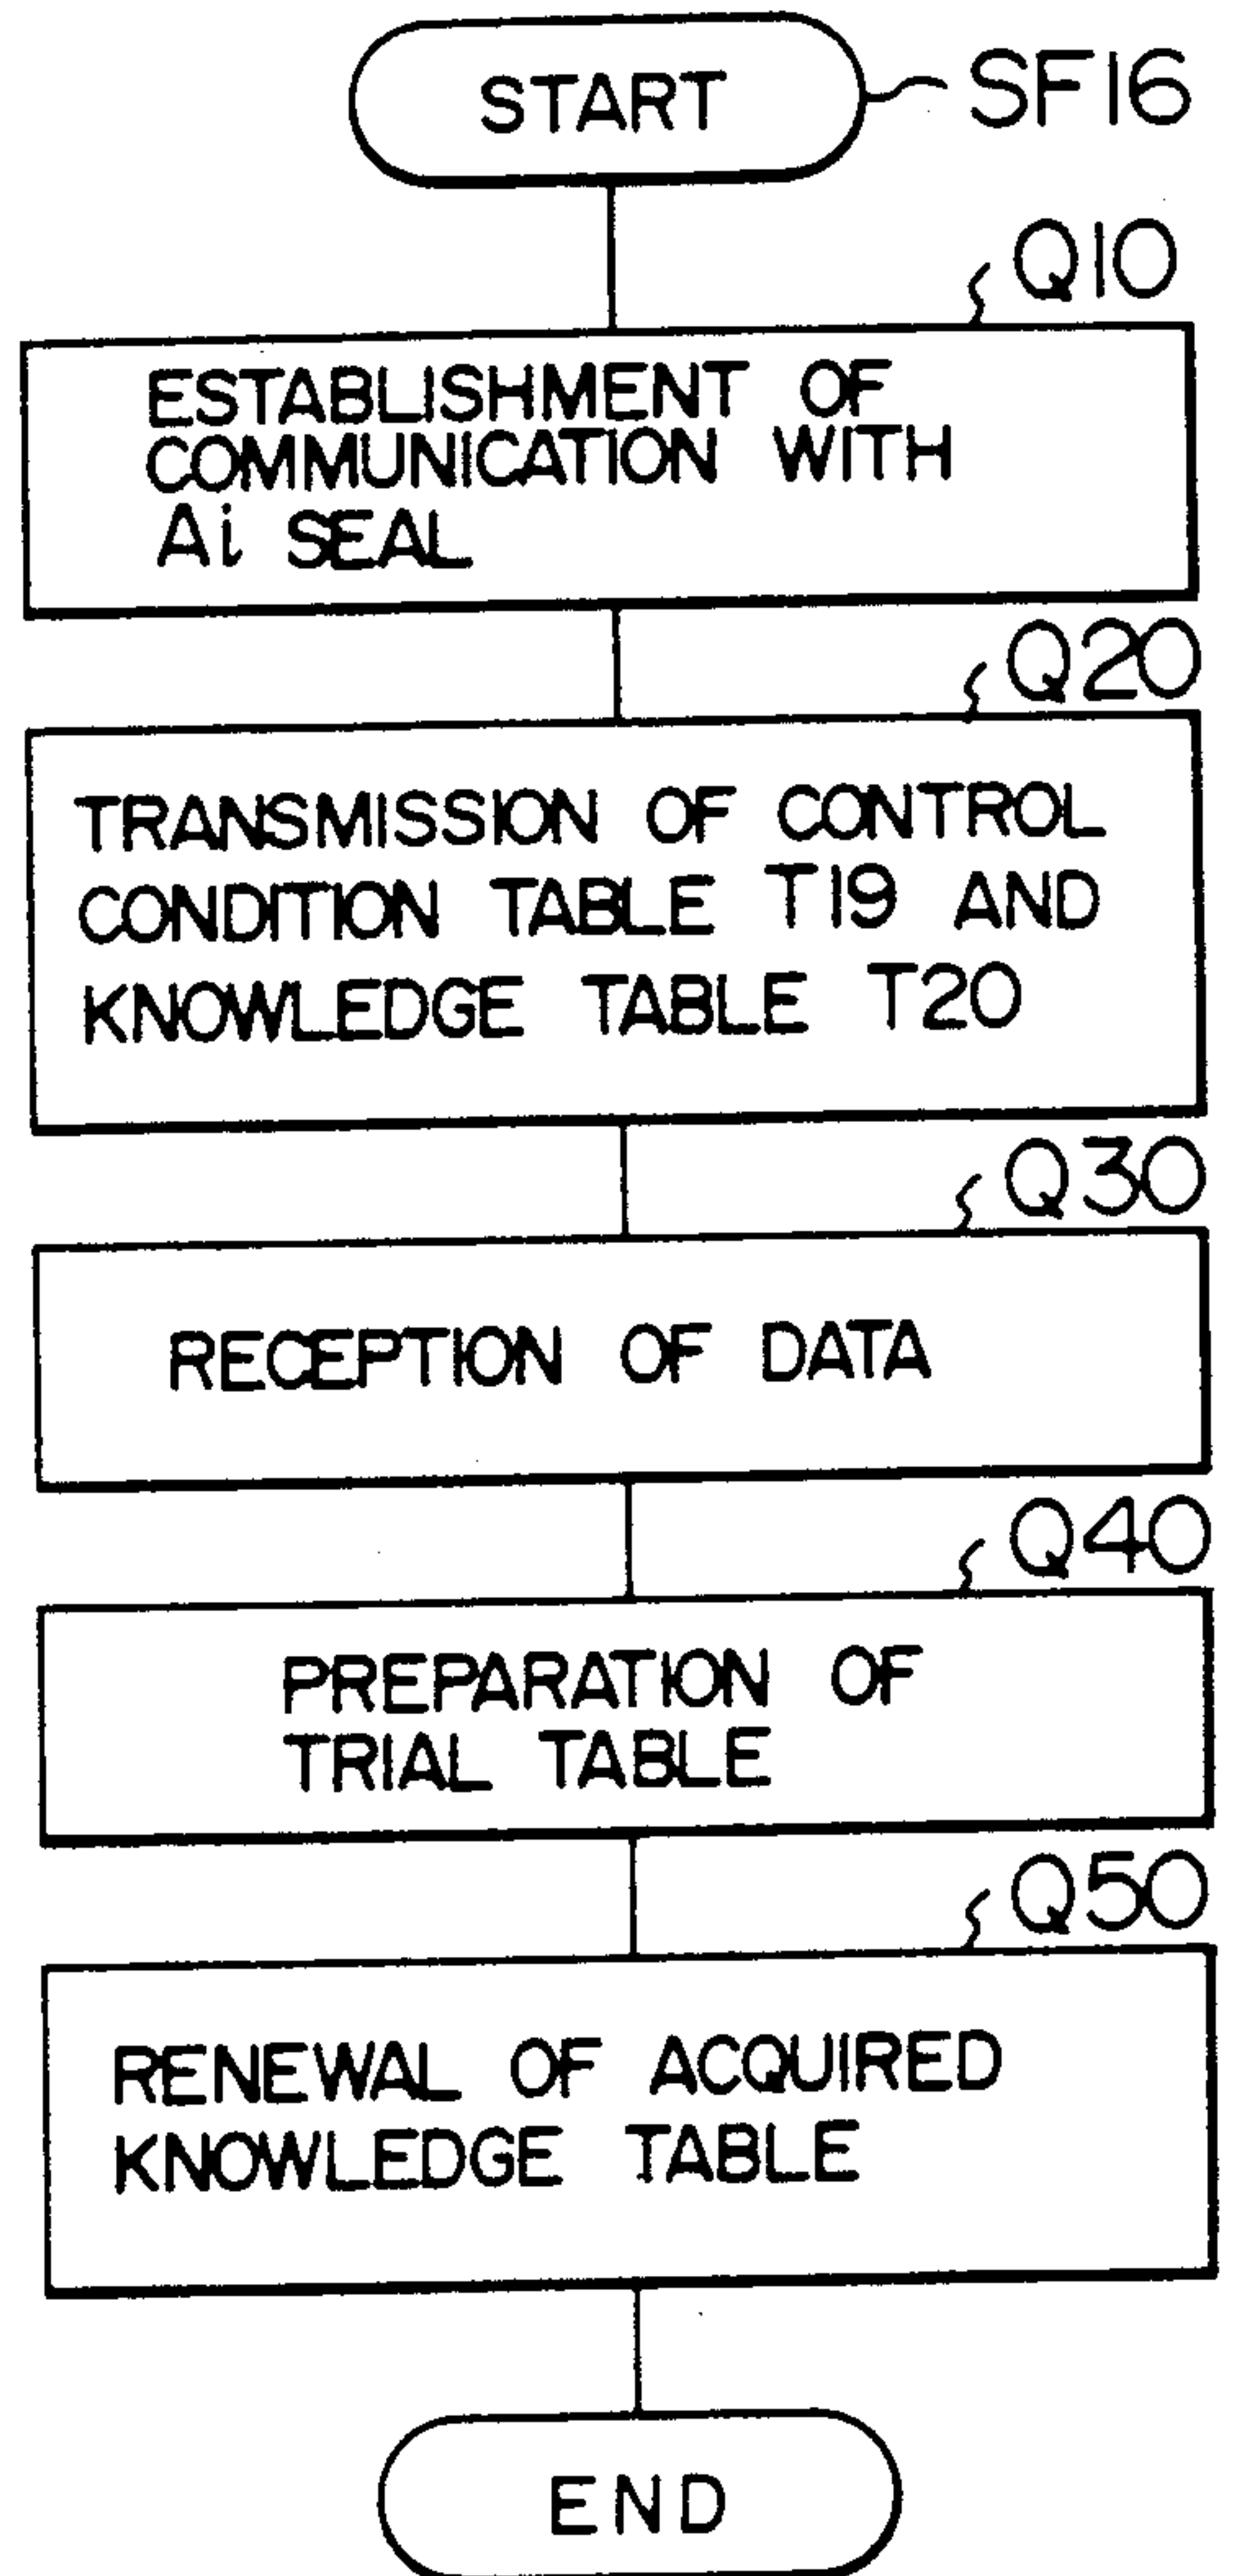 START
SF16
Q10
ESTABLISHMENT OF
COMMUNICATION WITH
Ai SEAL
Q20
TRANSMISSION OF CONTROL
CONDITION TABLE T19 AND
KNOWLEDGE TABLE T20
Q30
RECEPTION OF DATA
Q40
PREPARATION OF
TRIAL TABLE
Q50
RENEWAL OF ACQUIRED
KNOWLEDGE TABLE
END